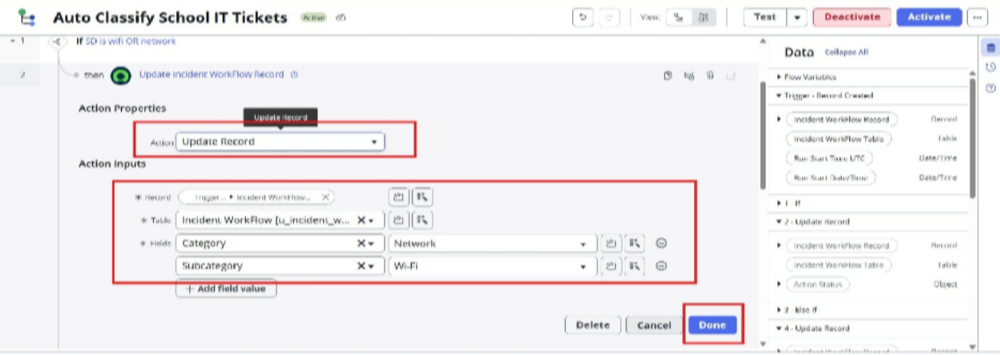 Auto Classify School IT Tickets Active
View: Test Deactivate Activate
1 If SD is wifi OR network
2 then Update Incident WorkFlow Record
Action Properties
Update Record
Action Update Record
Action Inputs
* Record Trigger... ▸ Incident WorkFlow... ×
* Table Incident WorkFlow [u_incident_w... ×
* Fields Category × Network
Subcategory × Wi-Fi
+ Add field value
Delete Cancel Done
Data Collapse All
Flow Variables
Trigger - Record Created
Incident WorkFlow Record Record
Incident WorkFlow Table Table
Run Start Time UTC Date/Time
Run Start Date/Time Date/Time
1 - If
2 - Update Record
Incident WorkFlow Record Record
Incident WorkFlow Table Table
Action Status Object
3 - Else If
4 - Update Record